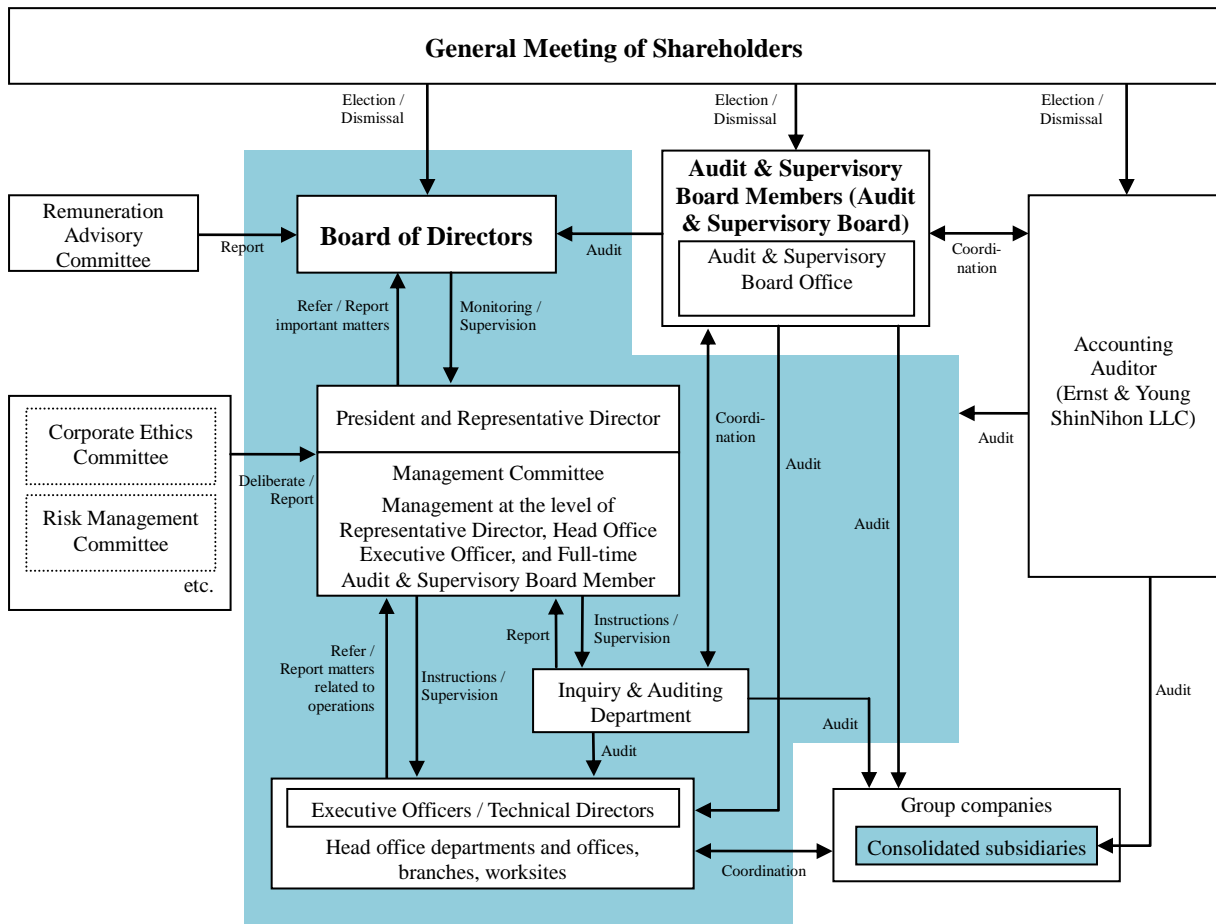 General Meeting of Shareholders
Election /
Dismissal
Election /
Dismissal
Election /
Dismissal
Remuneration
Advisory
Committee
Report
Board of Directors
Audit
Audit & Supervisory
Board Members (Audit
& Supervisory Board)
Audit & Supervisory
Board Office
Coordi-
nation
Accounting
Auditor
(Ernst & Young
ShinNihon LLC)
Refer / Report
important matters
Monitoring /
Supervision
Corporate Ethics
Committee
Risk Management
Committee
etc.
Deliberate /
Report
President and Representative Director
Management Committee
Management at the level of
Representative Director, Head Office
Executive Officer, and Full-time
Audit & Supervisory Board Member
Coordi-
nation
Audit
Audit
Audit
Refer /
Report matters
related to
operations
Instructions /
Supervision
Report
Instructions /
Supervision
Inquiry & Auditing
Department
Audit
Audit
Audit
Executive Officers / Technical Directors
Head office departments and offices,
branches, worksites
Coordination
Group companies
Consolidated subsidiaries